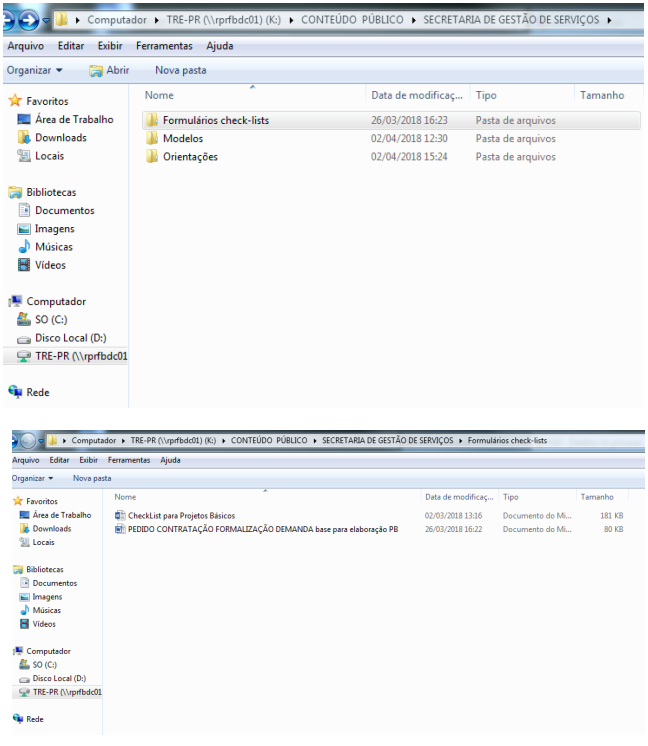 Computador ▸ TRE-PR (\\rprfbdc01) (K:) ▸ CONTEÚDO PÚBLICO ▸ SECRETARIA DE GESTÃO DE SERVIÇOS ▸
Arquivo Editar Exibir Ferramentas Ajuda
Organizar Abrir Nova pasta
Nome Data de modificaç... Tipo Tamanho
Favoritos
Área de Trabalho
Downloads
Locais
Bibliotecas
Documentos
Imagens
Músicas
Vídeos
Computador
SO (C:)
Disco Local (D:)
TRE-PR (\\rprfbdc01
Rede
Formulários check-lists 26/03/2018 16:23 Pasta de arquivos
Modelos 02/04/2018 12:30 Pasta de arquivos
Orientações 02/04/2018 15:24 Pasta de arquivos
Computador ▸ TRE-PR (\\rprfbdc01) (K:) ▸ CONTEÚDO PÚBLICO ▸ SECRETARIA DE GESTÃO DE SERVIÇOS ▸ Formulários check-lists
Arquivo Editar Exibir Ferramentas Ajuda
Organizar Nova pasta
Nome Data de modificaç... Tipo Tamanho
Favoritos
Área de Trabalho
Downloads
Locais
Bibliotecas
Documentos
Imagens
Músicas
Vídeos
Computador
SO (C:)
Disco Local (D:)
TRE-PR (\\rprfbdc01
Rede
CheckList para Projetos Básicos 02/03/2018 13:16 Documento do Mi... 181 KB
PEDIDO CONTRATAÇÃO FORMALIZAÇÃO DEMANDA base para elaboração PB 26/03/2018 16:22 Documento do Mi... 80 KB